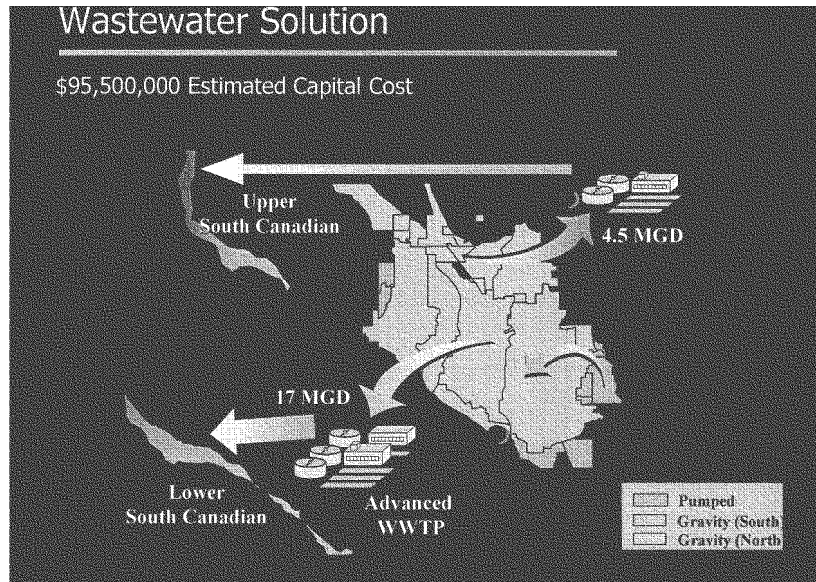 Wastewater Solution
$95,500,000 Estimated Capital Cost
Upper
South Canadian
4.5 MGD
17 MGD
Lower
South Canadian
Advanced
WWTP
Pumped
Gravity (South)
Gravity (North